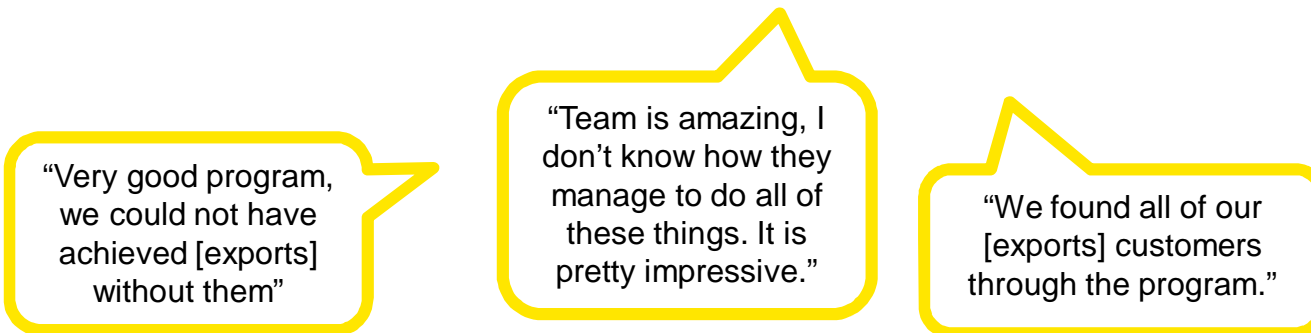 “Very good program,
we could not have
achieved [exports]
without them”
“Team is amazing, I
don’t know how they
manage to do all of
these things. It is
pretty impressive.”
“We found all of our
[exports] customers
through the program.”